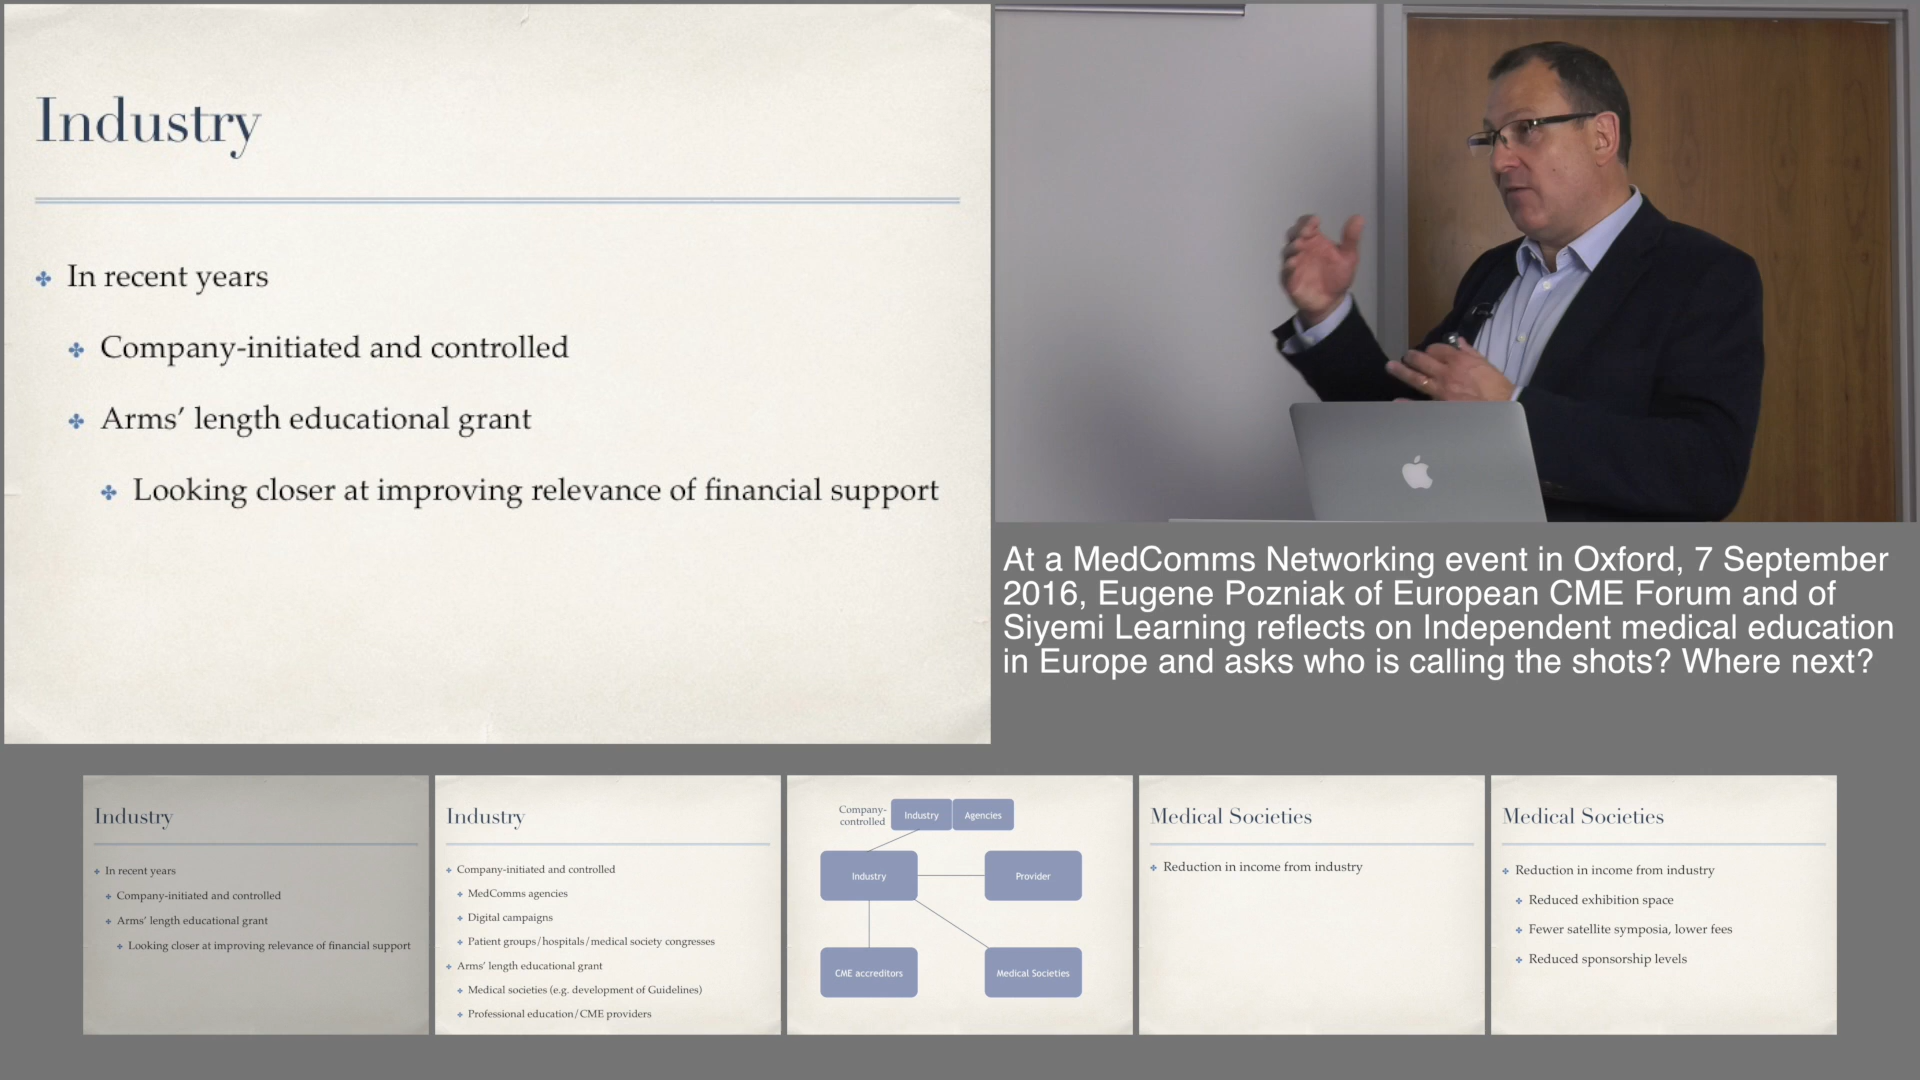 Industry
In recent years
Company-initiated and controlled
Arms’ length educational grant
Looking closer at improving relevance of financial support
At a MedComms Networking event in Oxford, 7 September
2016, Eugene Pozniak of European CME Forum and of
Siyemi Learning reflects on Independent medical education
in Europe and asks who is calling the shots? Where next?
Industry
In recent years
Company-initiated and controlled
Arms’ length educational grant
Looking closer at improving relevance of financial support
Industry
Company-initiated and controlled
MedComms agencies
Digital campaigns
Patient groups/hospitals/medical society congresses
Arms’ length educational grant
Medical societies (e.g. development of Guidelines)
Professional education/CME providers
Company-
controlled
Industry
Agencies
Industry
Provider
CME accreditors
Medical Societies
Medical Societies
Reduction in income from industry
Medical Societies
Reduction in income from industry
Reduced exhibition space
Fewer satellite symposia, lower fees
Reduced sponsorship levels